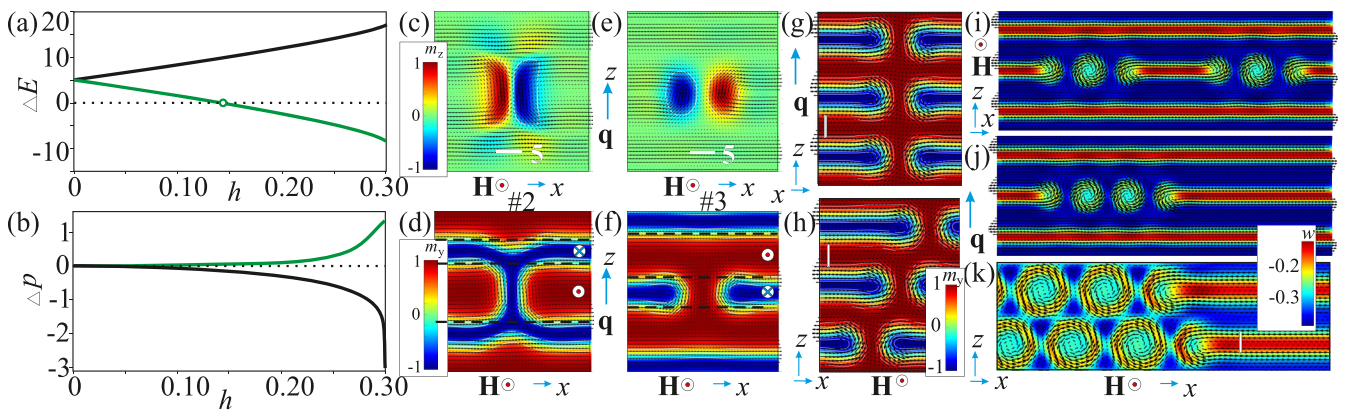 (a)
20
10
0
-10
△E
0
0.10
0.20
0.30
h
(b)
1
0
-1
-2
-3
△p
0
0.10
0.20
0.30
h
(c)
m_z
1
0
-1
5
H
x
#2
z
q
(d)
m_y
1
0
-1
H
x
z
q
(e)
5
H
x
#3
(f)
H
x
(g)
q
z
x
(h)
z
x
H
m_y
1
0
-1
(i)
H
z
x
(j)
q
(k)
w
-0.2
-0.3
z
x
H
x